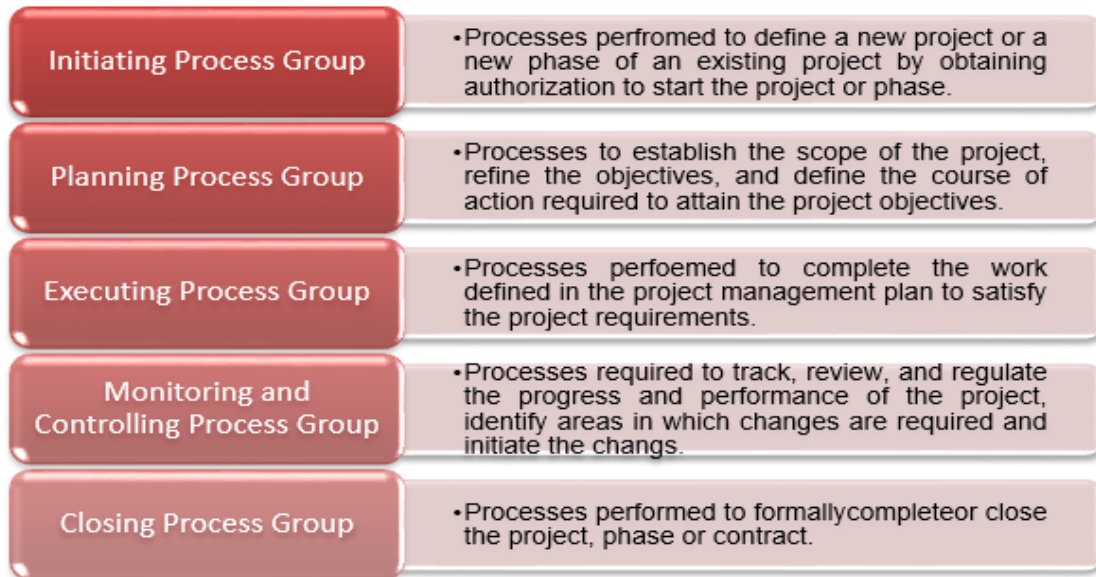 Initiating Process Group
•Processes perfromed to define a new project or a
new phase of an existing project by obtaining
authorization to start the project or phase.
Planning Process Group
•Processes to establish the scope of the project,
refine the objectives, and define the course of
action required to attain the project objectives.
Executing Process Group
•Processes perfoemed to complete the work
defined in the project management plan to satisfy
the project requirements.
Monitoring and
Controlling Process Group
•Processes required to track, review, and regulate
the progress and performance of the project,
identify areas in which changes are required and
initiate the changs.
Closing Process Group
•Processes performed to formallycompleteor close
the project, phase or contract.